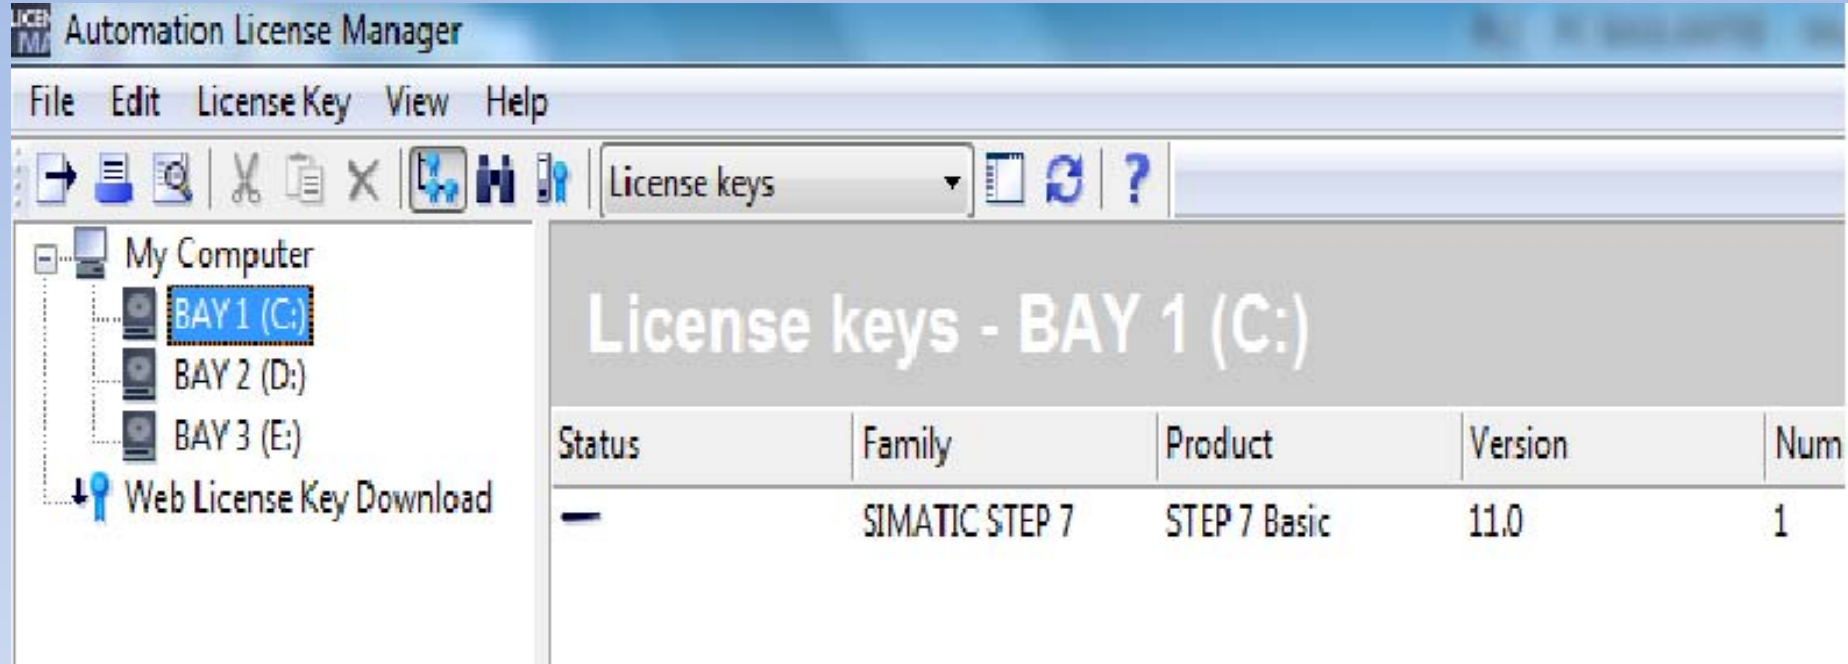 LICEN
MA
Automation License Manager
File Edit License Key View Help
License keys
?
My Computer
BAY 1 (C:)
BAY 2 (D:)
BAY 3 (E:)
Web License Key Download
License keys - BAY 1 (C:)
Status Family Product Version Num
SIMATIC STEP 7 STEP 7 Basic 11.0 1